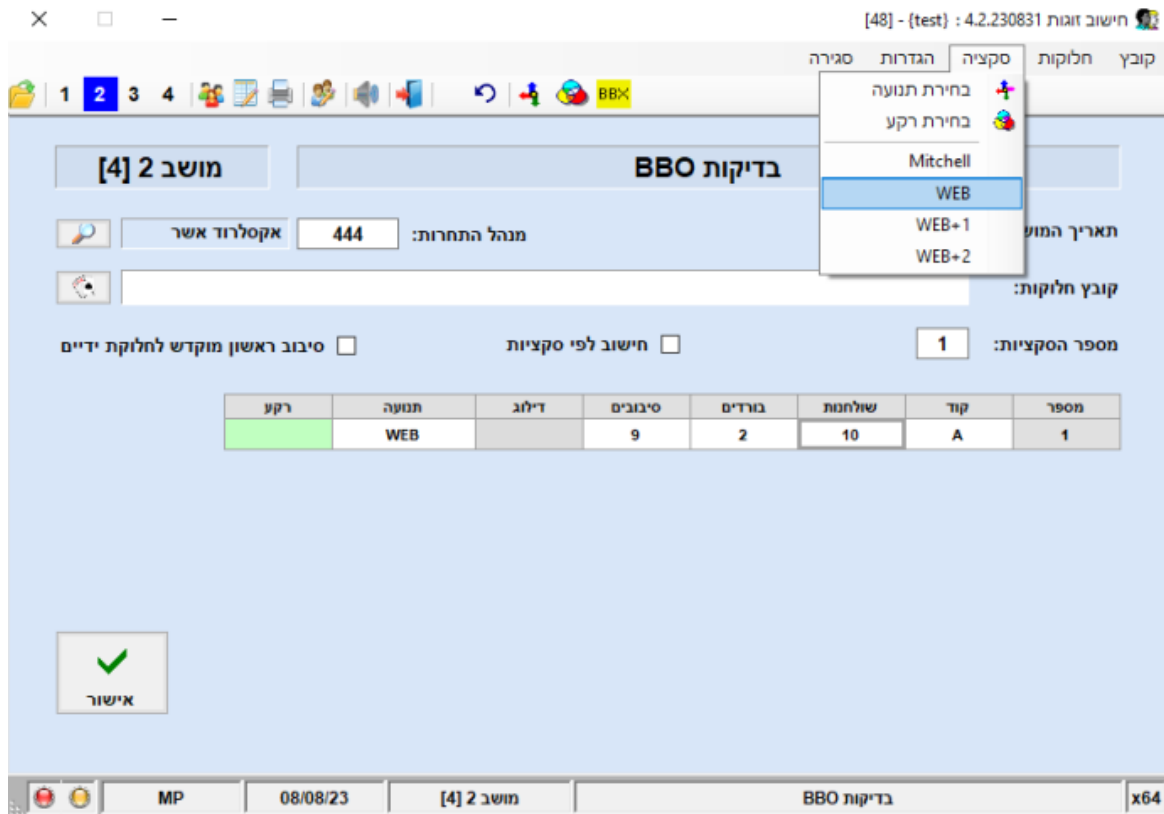 חישוב זוגות 4.2.230831 : {test} - [48]
קובץ חלוקות סקציה הגדרות סגירה
בחירת תנועה
בחירת רקע
Mitchell
WEB
WEB+1
WEB+2
1 2 3 4 BBX
בדיקות BBO מושב 2 [4]
תאריך המוש מנהל התחרות: 444 אקסלרוד אשר
קובץ חלוקות:
מספר הסקציות: 1 חישוב לפי סקציות סיבוב ראשון מוקדש לחלוקת ידיים
מספר קוד שולחנות בורדים סיבובים דילוג תנועה רקע
1 A 10 2 9 WEB
אישור
x64 בדיקות BBO מושב 2 [4] 08/08/23 MP